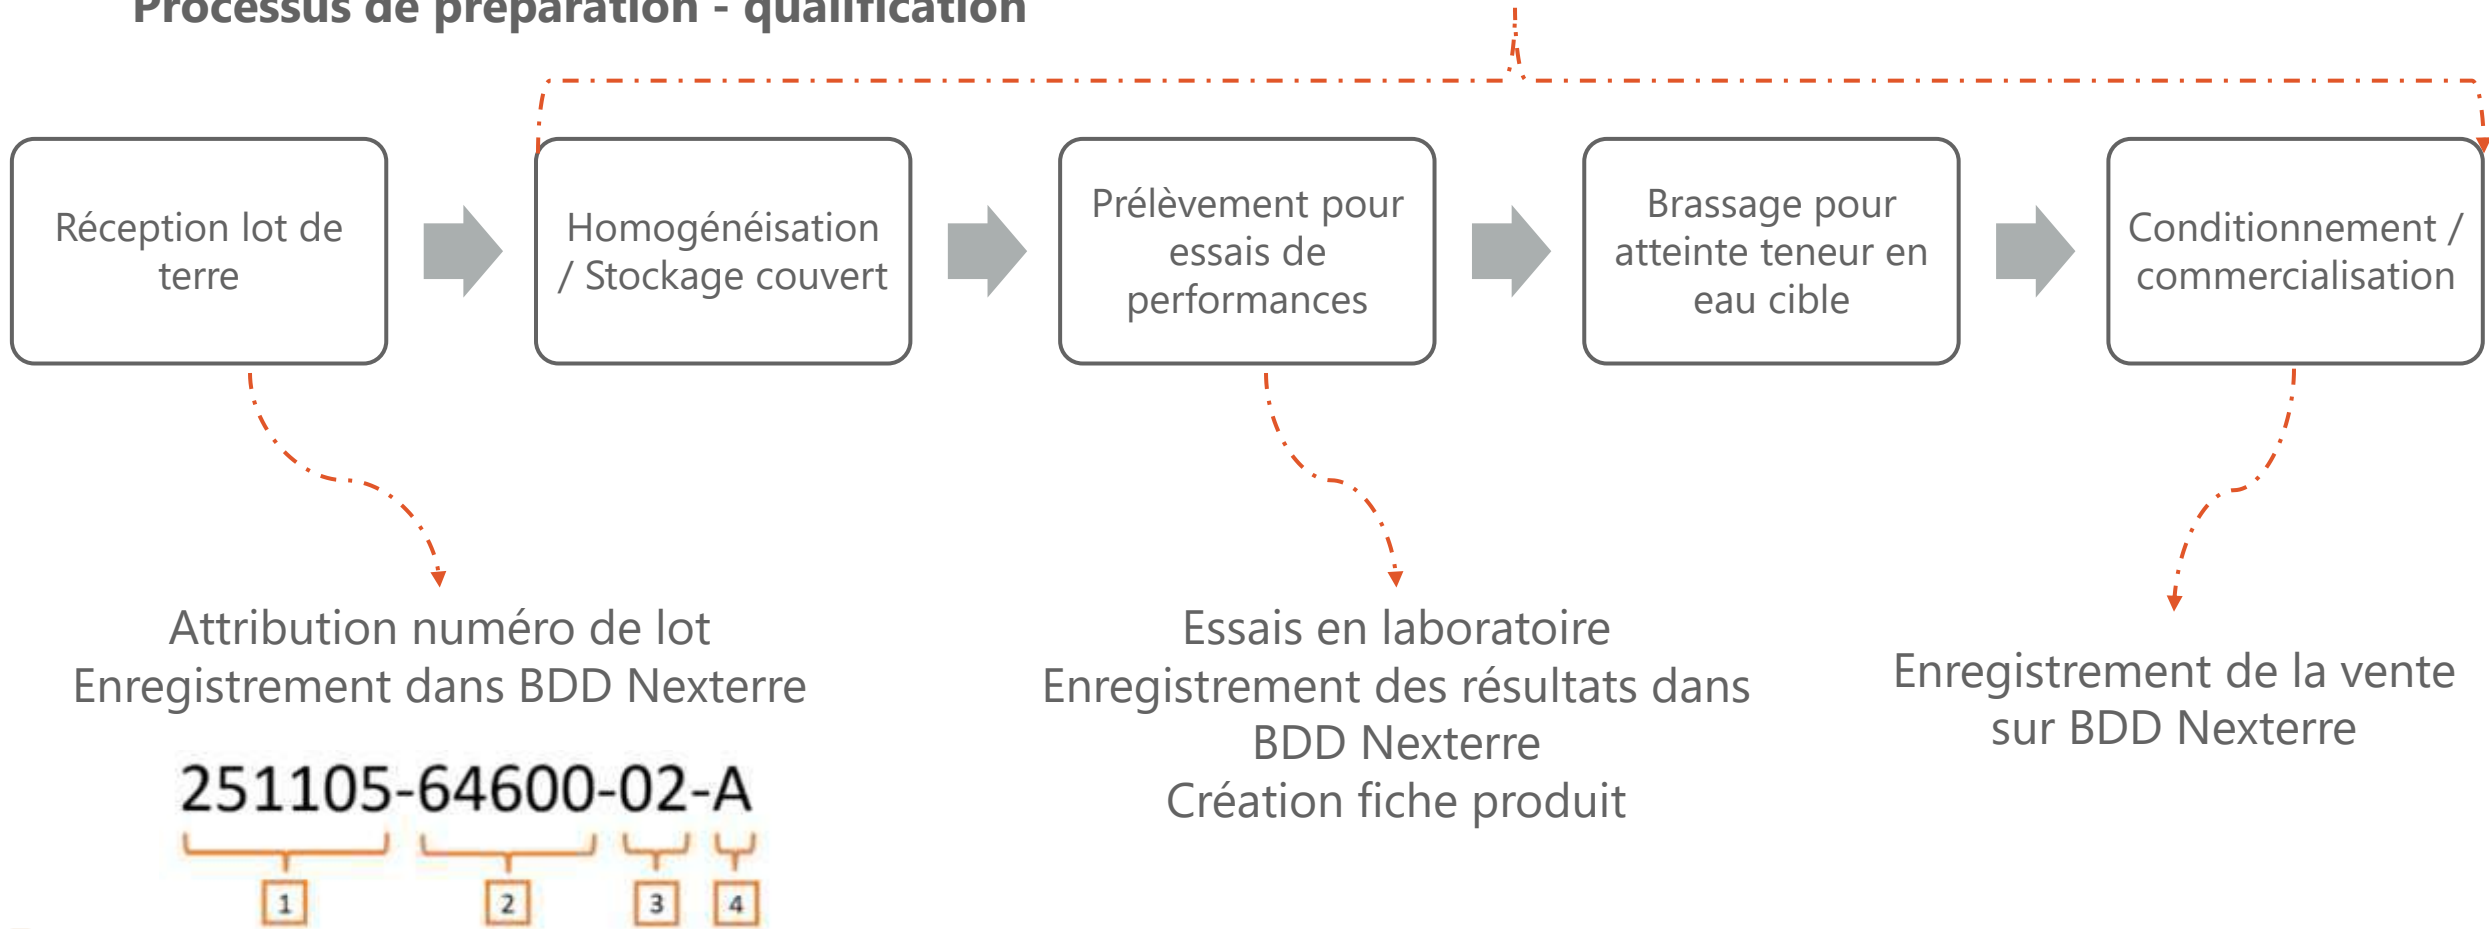 Processus de préparation - qualification
Réception lot de
terre
Homogénéisation
/ Stockage couvert
Prélèvement pour
essais de
performances
Brassage pour
atteinte teneur en
eau cible
Conditionnement /
commercialisation
Attribution numéro de lot
Enregistrement dans BDD Nexterre
251105-64600-02-A
1
2
3
4
Essais en laboratoire
Enregistrement des résultats dans
BDD Nexterre
Création fiche produit
Enregistrement de la vente
sur BDD Nexterre